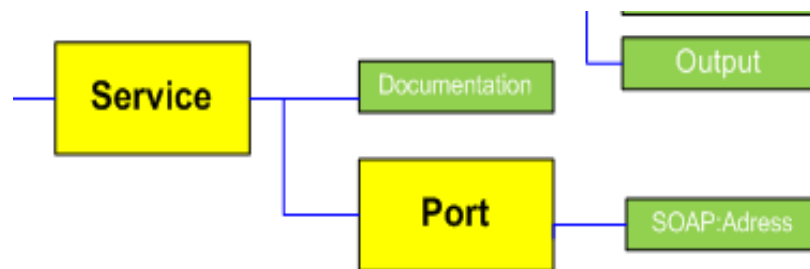 Output
Service
Documentation
Port
SOAP:Adress